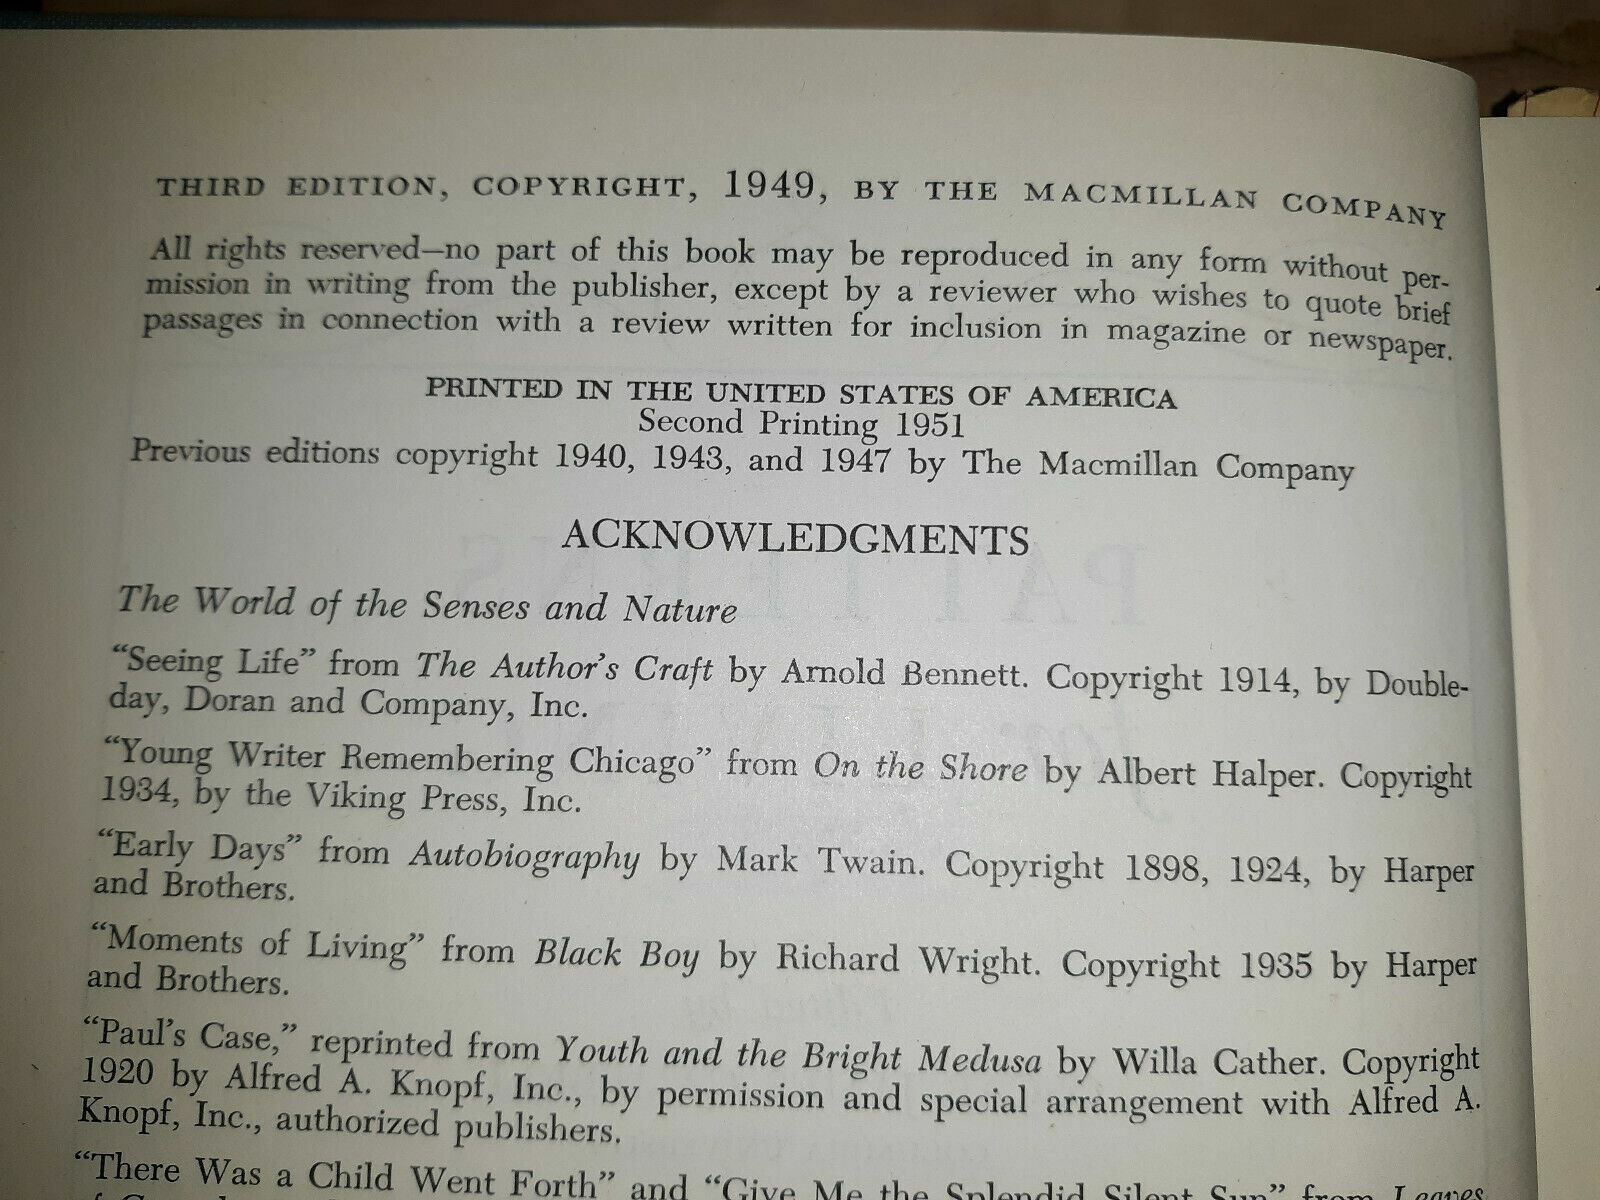 THIRD EDITION, COPYRIGHT, 1949, BY THE MACMILLAN COMPANY
All rights reserved—no part of this book may be reproduced in any form without per-
mission in writing from the publisher, except by a reviewer who wishes to quote brief
passages in connection with a review written for inclusion in magazine or newspaper.
PRINTED IN THE UNITED STATES OF AMERICA
Second Printing 1951
Previous editions copyright 1940, 1943, and 1947 by The Macmillan Company
ACKNOWLEDGMENTS
The World of the Senses and Nature
“Seeing Life” from The Author’s Craft by Arnold Bennett. Copyright 1914, by Double-
day, Doran and Company, Inc.
“Young Writer Remembering Chicago” from On the Shore by Albert Halper. Copyright
1934, by the Viking Press, Inc.
“Early Days” from Autobiography by Mark Twain. Copyright 1898, 1924, by Harper
and Brothers.
“Moments of Living” from Black Boy by Richard Wright. Copyright 1935 by Harper
and Brothers.
“Paul’s Case,” reprinted from Youth and the Bright Medusa by Willa Cather. Copyright
1920 by Alfred A. Knopf, Inc., by permission and special arrangement with Alfred A.
Knopf, Inc., authorized publishers.
“There Was a Child Went Forth” and “Give Me the Splendid Silent Sun” from Leaves